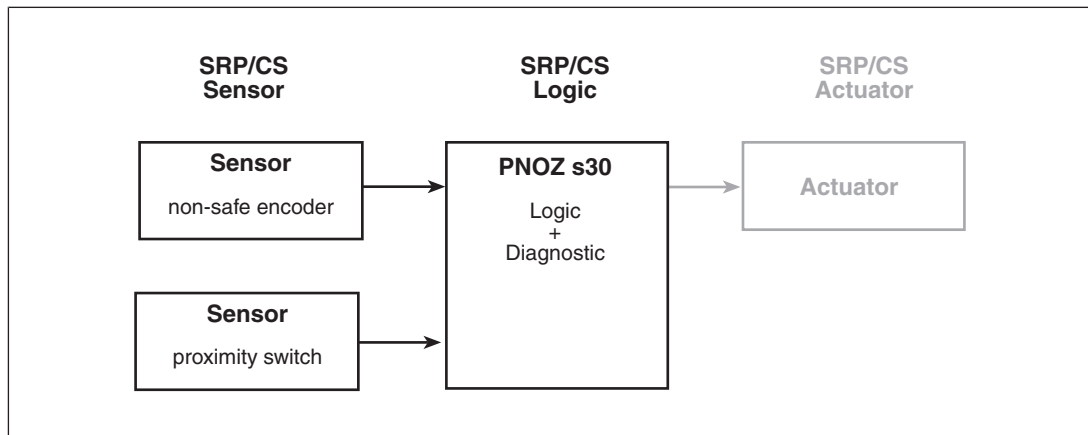 SRP/CS
Sensor
SRP/CS
Logic
SRP/CS
Actuator
Sensor
non-safe encoder
PNOZ s30
Logic
+
Diagnostic
Actuator
Sensor
proximity switch